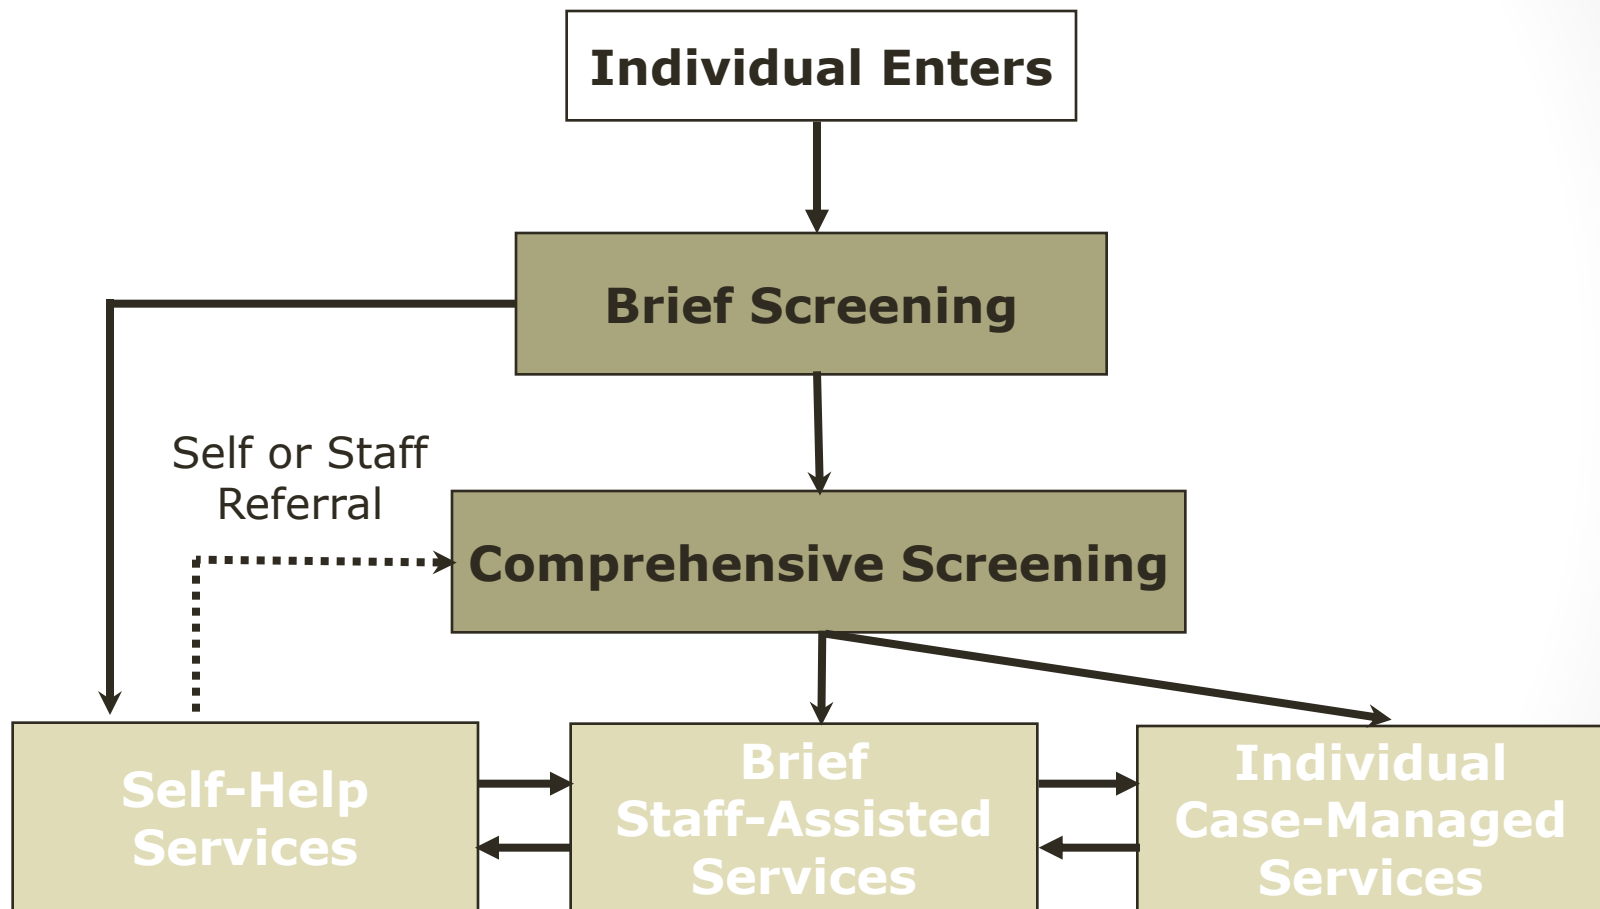 Individual Enters
Brief Screening
Self or Staff
Referral
Comprehensive Screening
Self-Help
Services
Brief
Staff-Assisted
Services
Individual
Case-Managed
Services